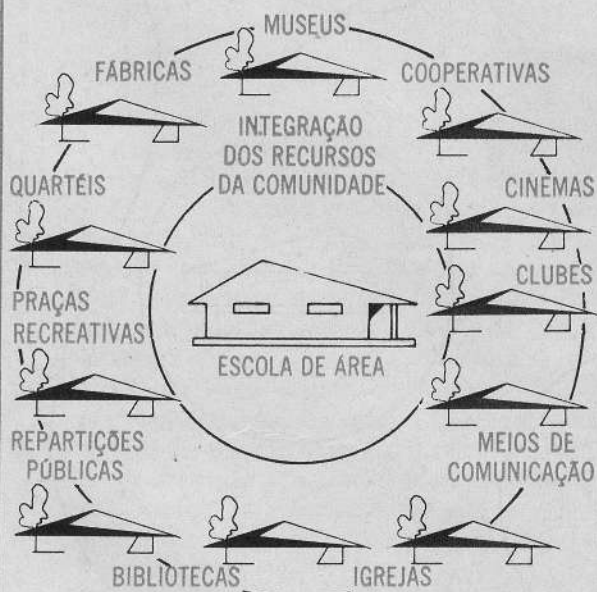 MUSEUS
FÁBRICAS
COOPERATIVAS
INTEGRAÇÃO
DOS RECURSOS
DA COMUNIDADE
QUARTÉIS
CINEMAS
CLUBES
PRAÇAS
RECREATIVAS
ESCOLA DE ÁREA
REPARTIÇÕES
PÚBLICAS
MEIOS DE
COMUNICAÇÃO
BIBLIOTECAS
IGREJAS